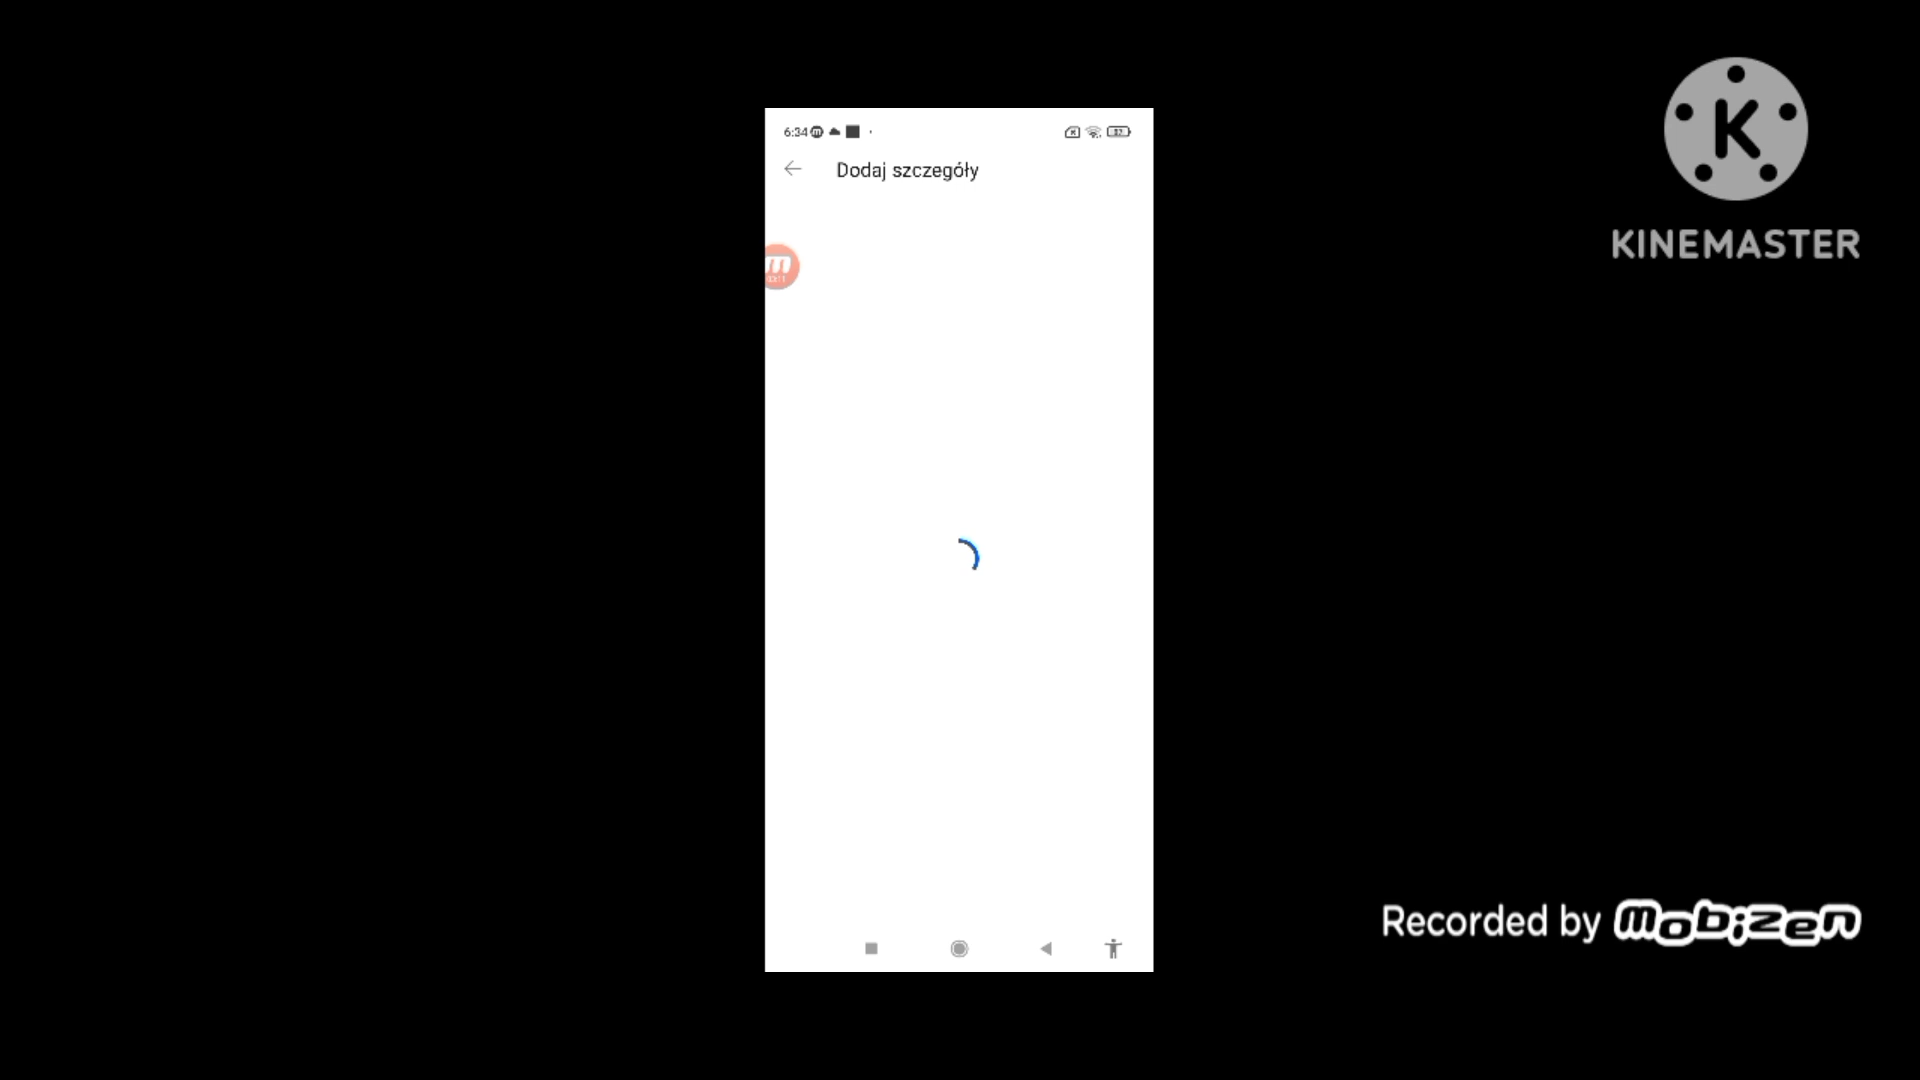 6:34
Dodaj szczegóły
K
KINEMASTER
m
Recorded by mobizen